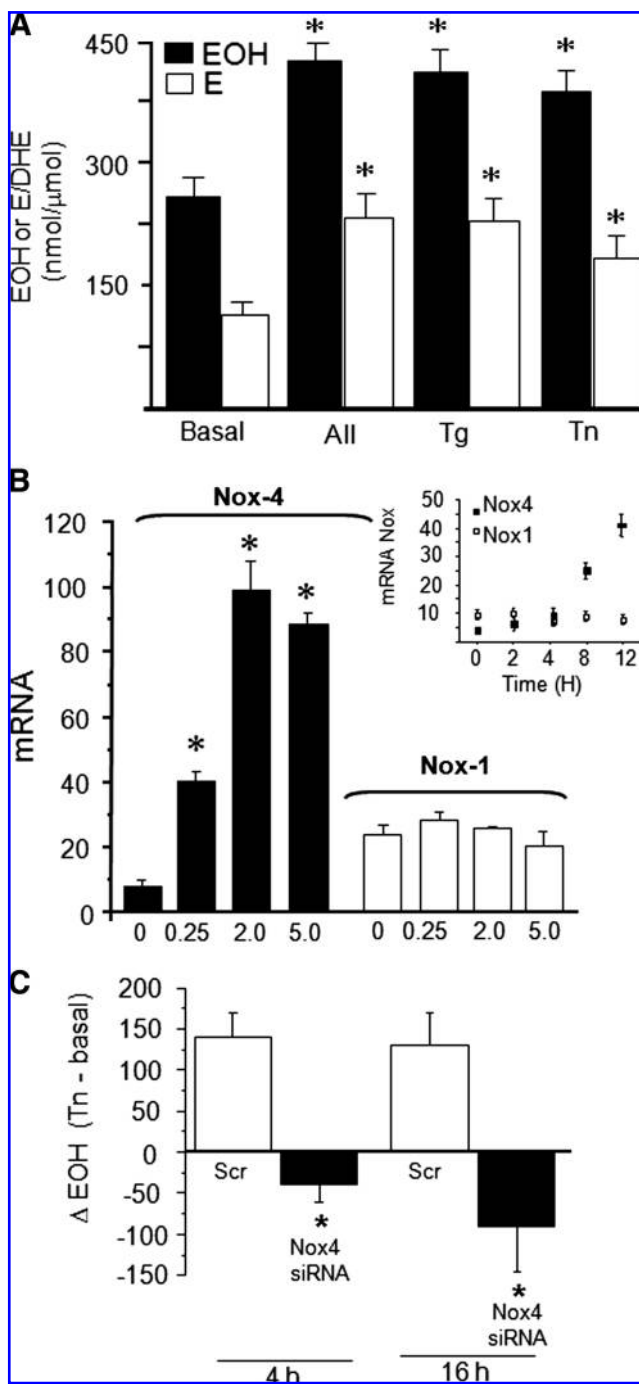 A
EOH or E/DHE
(nmol/µmol)
450
300
150
EOH
E
*
*
*
*
*
*
Basal
All
Tg
Tn
B
mRNA
120
100
80
60
40
20
0
Nox-4
*
*
*
Nox-1
0 0.25 2.0 5.0
0 0.25 2.0 5.0
mRNA Nox
50
40
30
20
10
Nox4
Nox1
0 2 4 8 12
Time (H)
C
Δ EOH (Tn - basal)
200
150
100
50
0
-50
-100
-150
Scr
*
Nox4
siRNA
Scr
*
Nox4
siRNA
4 h
16 h